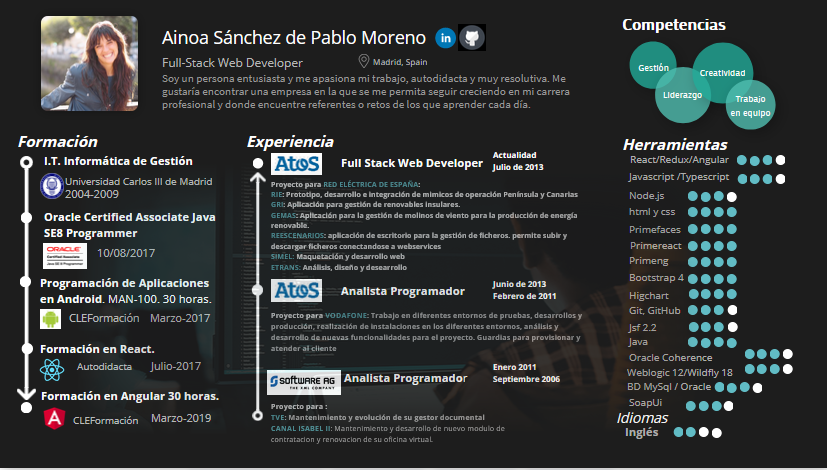 Ainoa Sánchez de Pablo Moreno
in
Full-Stack Web Developer
Madrid, Spain
Soy un persona entusiasta y me apasiona mi trabajo, autodidacta y muy resolutiva. Me
gustaría encontrar una empresa en la que se me permita seguir creciendo en mi carrera
profesional y donde encuentre referentes o retos de los que aprender cada día.
Formación
I.T. Informática de Gestión
Universidad Carlos III de Madrid
2004-2009
Oracle Certified Associate Java
SE8 Programmer
ORACLE
Certified Associate
Java SE 8 Programmer
10/08/2017
Programación de Aplicaciones
en Android. MAN-100. 30 horas.
CLEFormación Marzo-2017
Formación en React.
Autodidacta Julio-2017
Formación en Angular 30 horas.
CLEFormación Marzo-2019
Experiencia
Atos
Full Stack Web Developer
Actualidad
Julio de 2013
Proyecto para RED ELÉCTRICA DE ESPAÑA:
RIE: Prototipo, desarrollo e integración de mimicos de operación Península y Canarias
GRI: Aplicación para gestión de renovables Insulares.
GEMAS: Aplicación para la gestión de molinos de viento para la producción de energía
renovable.
REESCENARIOS: aplicación de escritorio para la gestión de ficheros, permite subir y
descargar ficheros conectandose a webservices
SIMEL: Maquetación y desarrollo web
ETRANS: Análisis, diseño y desearrollo
Atos
Analista Programador
Junio de 2013
Febrero de 2011
Proyecto para VODAFONE: Trabajo en diferentes entornos de pruebas, desarrollos y
producción. realización de instalaciones en los diferentes entornos, análisis y
desarrollo de nuevas funcionalidades para el proyecto. Guardias para provisionar y
atender al cliente
SOFTWARE AG
THE XML COMPANY
Analista Programador
Enero 2011
Septiembre 2006
Proyecto para :
TVE: Mantenimiento y evolución de su gestor documental
CANAL ISABEL II: Mantenimiento y desarrollo de nuevo modulo de
contratacion y renovacion de su oficina virtual.
Competencias
Gestión
Creatividad
Liderazgo
Trabajo
en equipo
Herramientas
React/Redux/Angular
Javascript /Typescript
Node.js
html y css
Primefaces
Primereact
Primeng
Bootstrap 4
Higchart
Git, GitHub
Jsf 2.2
Java
Oracle Coherence
Weblogic 12/Wildfly 18
BD MySql / Oracle
SoapUi
Idiomas
Inglés